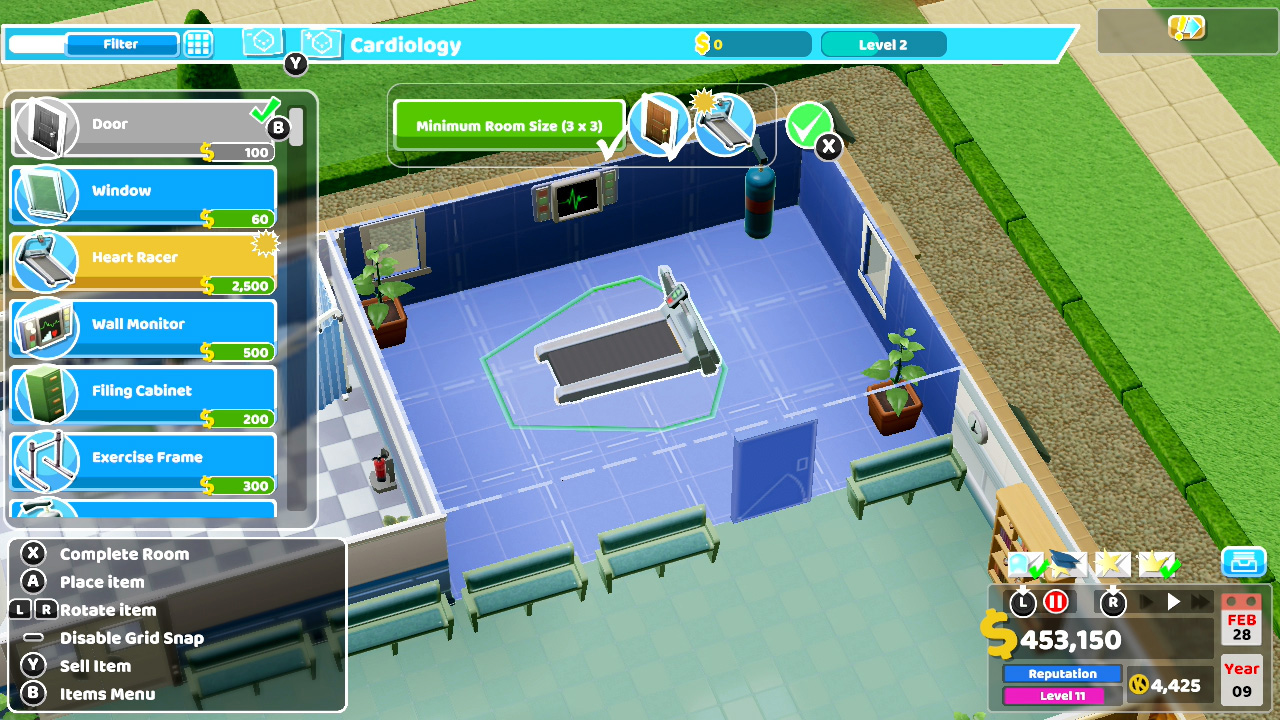 Filter
Cardiology
$ 0
Level 2
Y
Door
B
$ 100
Window
$ 60
Heart Racer
$ 2,500
Wall Monitor
$ 500
Filing Cabinet
$ 200
Exercise Frame
$ 300
Minimum Room Size (3 x 3)
X
X Complete Room
A Place item
L R Rotate item
Disable Grid Snap
Y Sell Item
B Items Menu
L R
$ 453,150
Reputation
Level 11
K 4,425
FEB
28
Year
09